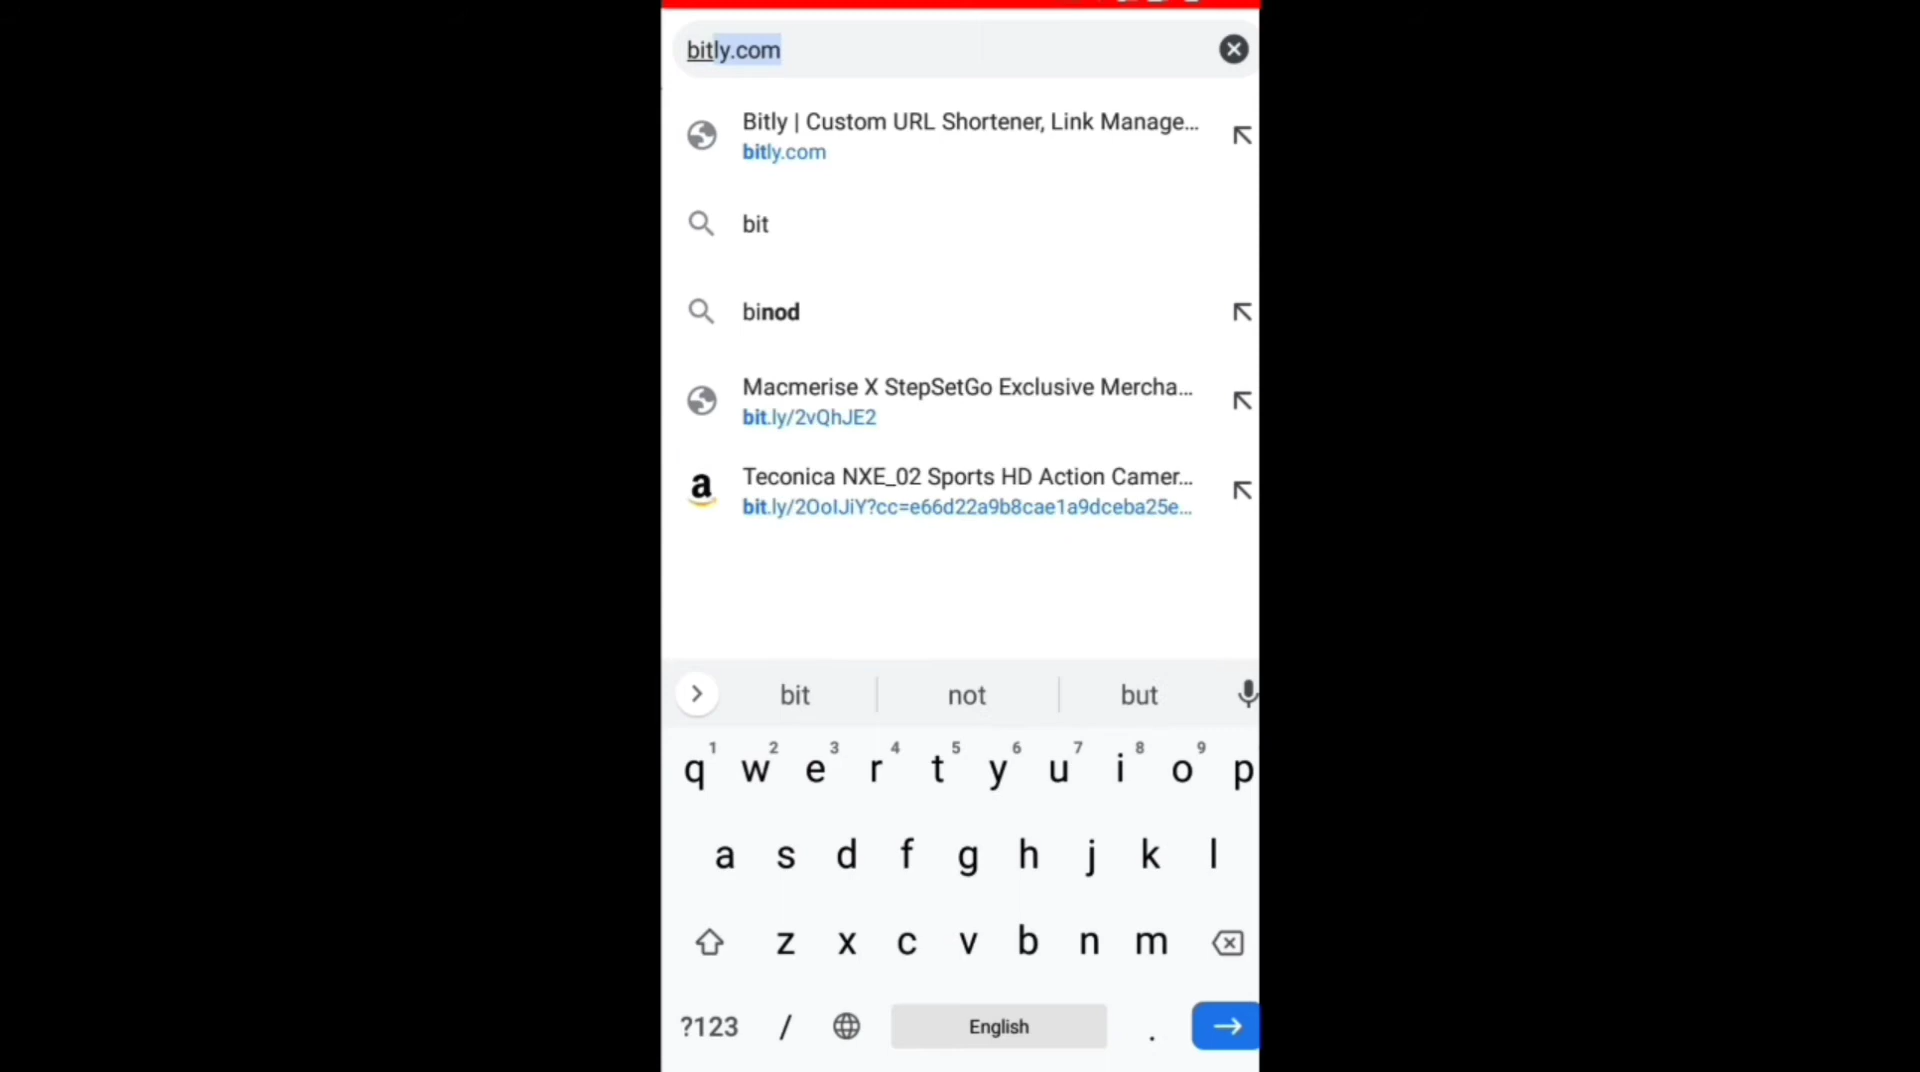 bitly.com
Bitly | Custom URL Shortener, Link Manage...
bitly.com
bit
binod
Macmerise X StepSetGo Exclusive Mercha...
bit.ly/2vQhJE2
a
Teconica NXE_02 Sports HD Action Camer...
bit.ly/2OoIJiY?cc=e66d22a9b8cae1a9dceba25e...
bit not but
1 2 3 4 5 6 7 8 9
q w e r t y u i o p
a s d f g h j k l
z x c v b n m
?123 / English .